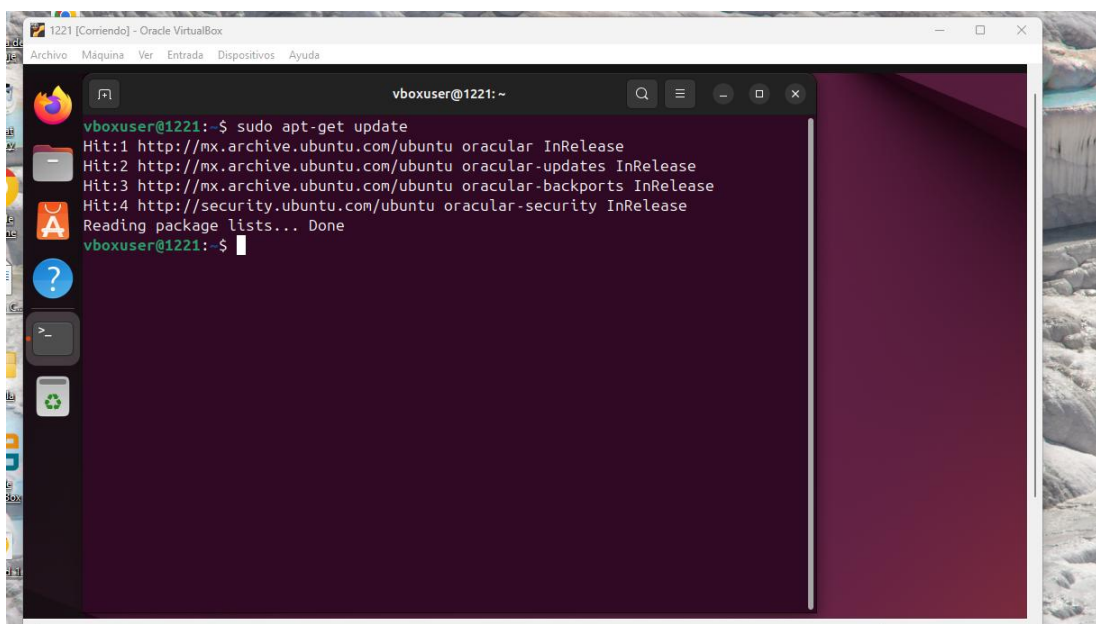 1221 [Corriendo] - Oracle VirtualBox
Archivo Máquina Ver Entrada Dispositivos Ayuda
vboxuser@1221: ~
vboxuser@1221:~$ sudo apt-get update
Hit:1 http://mx.archive.ubuntu.com/ubuntu oracular InRelease
Hit:2 http://mx.archive.ubuntu.com/ubuntu oracular-updates InRelease
Hit:3 http://mx.archive.ubuntu.com/ubuntu oracular-backports InRelease
Hit:4 http://security.ubuntu.com/ubuntu oracular-security InRelease
Reading package lists... Done
vboxuser@1221:~$